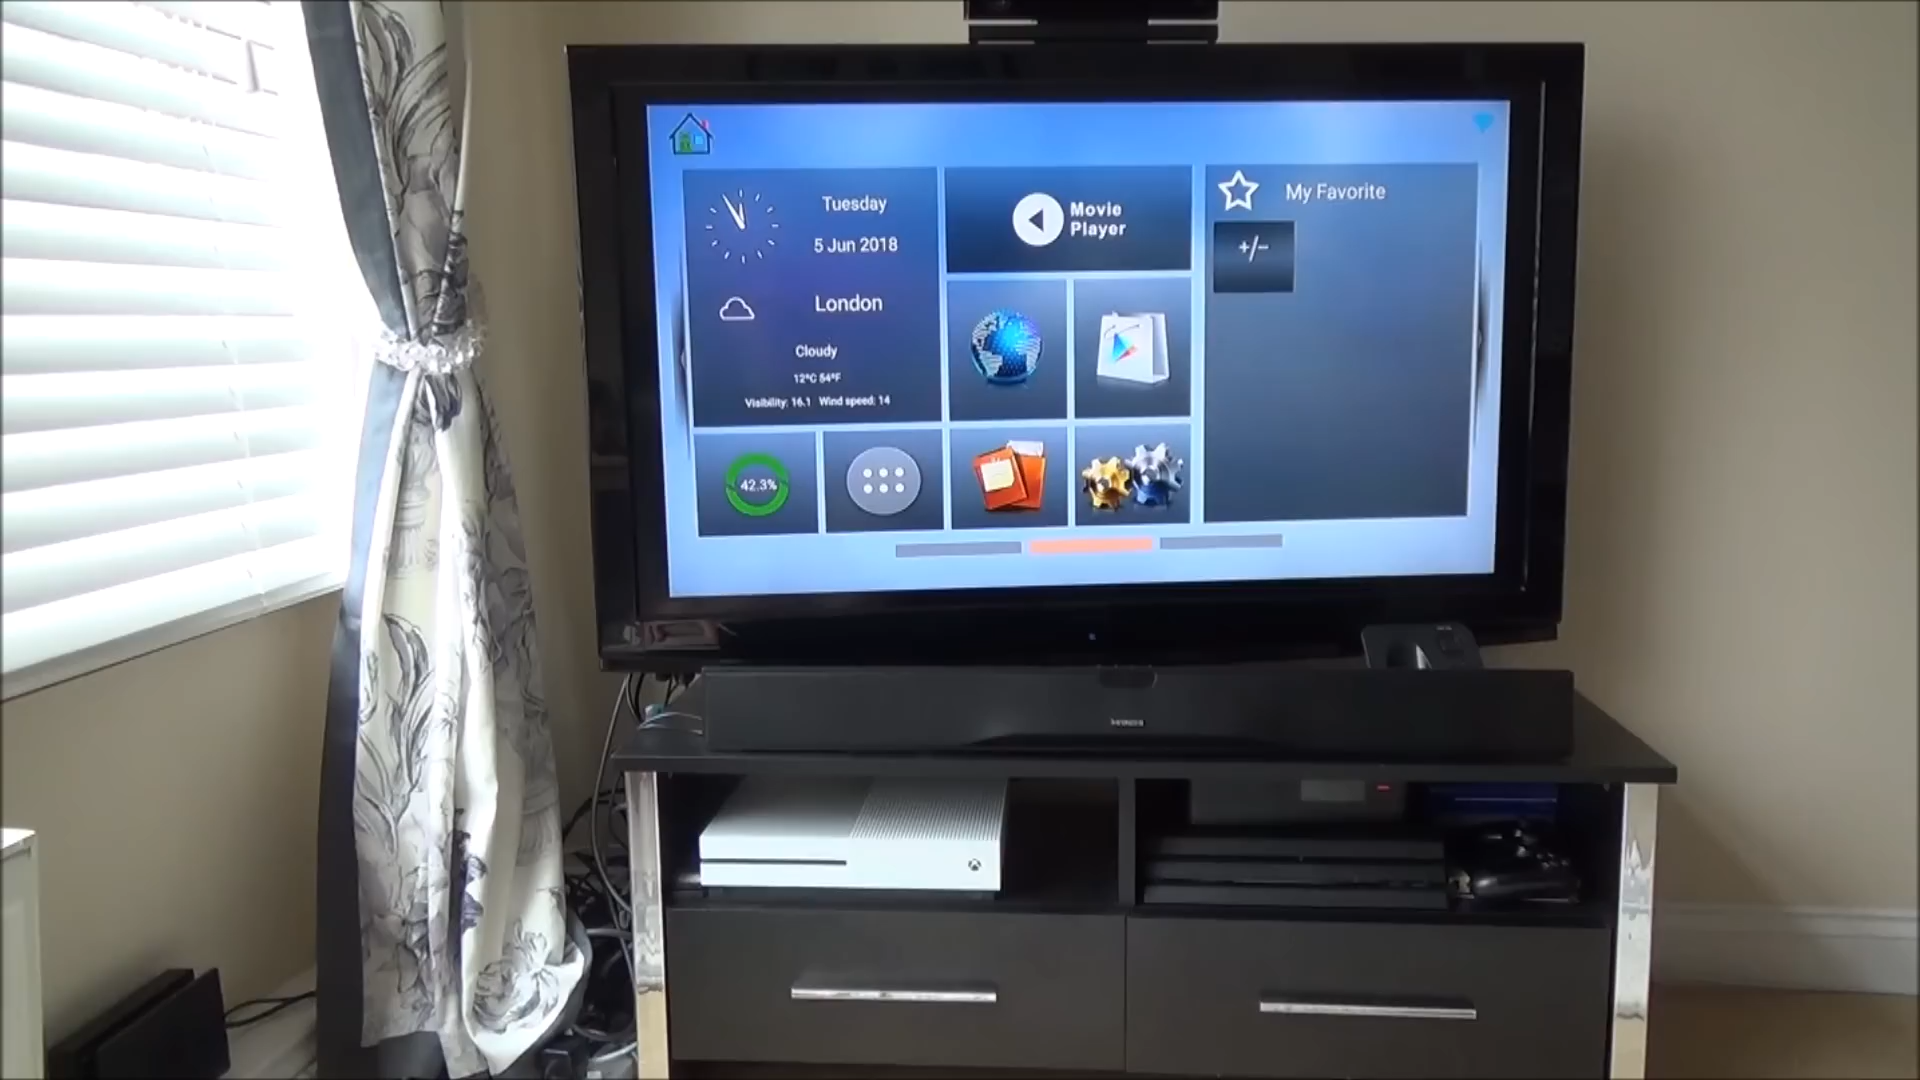 Tuesday
5 Jun 2018
London
Cloudy
12°C 54°F
Visibility: 16.1 Wind speed: 14
42.3%
Movie
Player
My Favorite
+/-